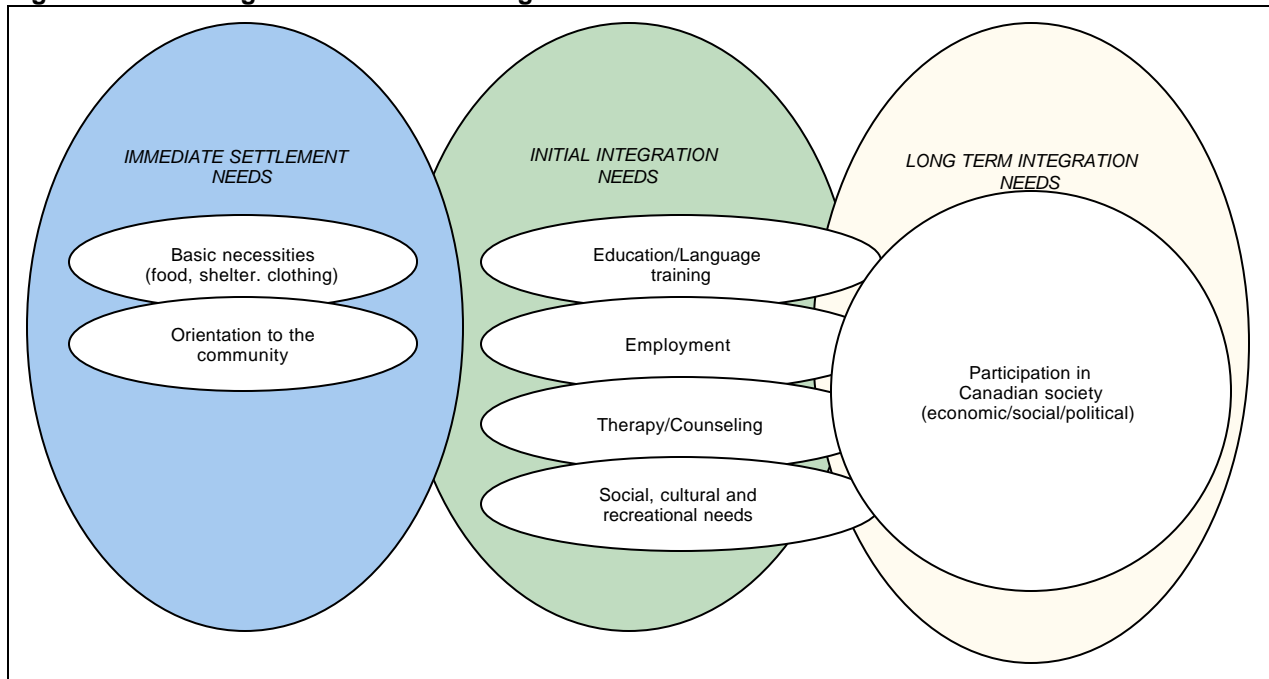 IMMEDIATE SETTLEMENT
NEEDS
Basic necessities
(food, shelter. clothing)
Orientation to the
community
INITIAL INTEGRATION
NEEDS
Education/Language
training
Employment
Therapy/Counseling
Social, cultural and
recreational needs
LONG TERM INTEGRATION
NEEDS
Participation in
Canadian society
(economic/social/political)